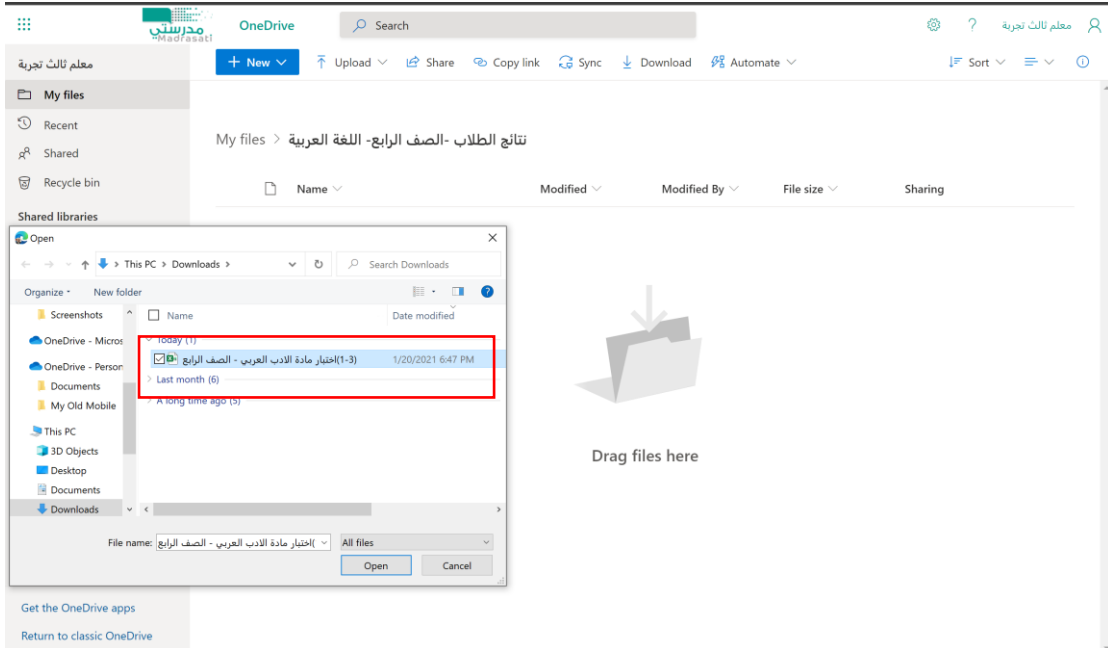 مدرستي
Madrasati
OneDrive
Search
معلم ثالث تجربة
معلم ثالث تجربة
New
Upload
Share
Copy link
Sync
Download
Automate
Sort
My files
Recent
Shared
Recycle bin
Shared libraries
My files > نتائج الطلاب -الصف الرابع- اللغة العربية
Name
Modified
Modified By
File size
Sharing
Open
This PC > Downloads >
Search Downloads
Organize
New folder
Name
Date modified
Screenshots
OneDrive - Micros
OneDrive - Person
Documents
My Old Mobile
This PC
3D Objects
Desktop
Documents
Downloads
Today (1)
اختبار مادة الادب العربي - الصف الرابع(1-3)
1/20/2021 6:47 PM
Last month (6)
A long time ago (5)
File name:
اختبار مادة الادب العربي - الصف الرابع(
All files
Open
Cancel
Drag files here
Get the OneDrive apps
Return to classic OneDrive